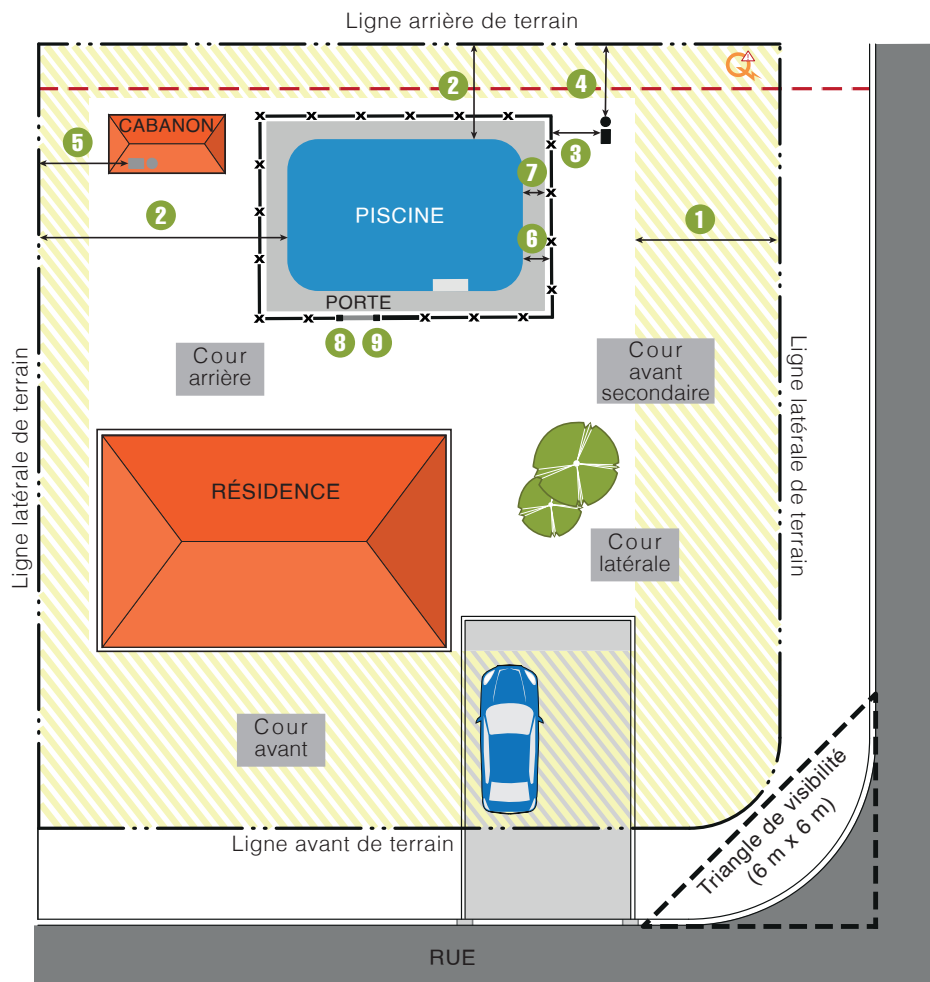 Ligne arrière de terrain
2
4
CABANON
5
3
7
2
PISCINE
1
6
PORTE
8
9
Cour
arrière
Cour
avant
secondaire
Ligne latérale de terrain
Ligne latérale de terrain
RÉSIDENCE
Cour
latérale
Cour
avant
Triangle de visibilité
(6 m x 6 m)
Ligne avant de terrain
RUE